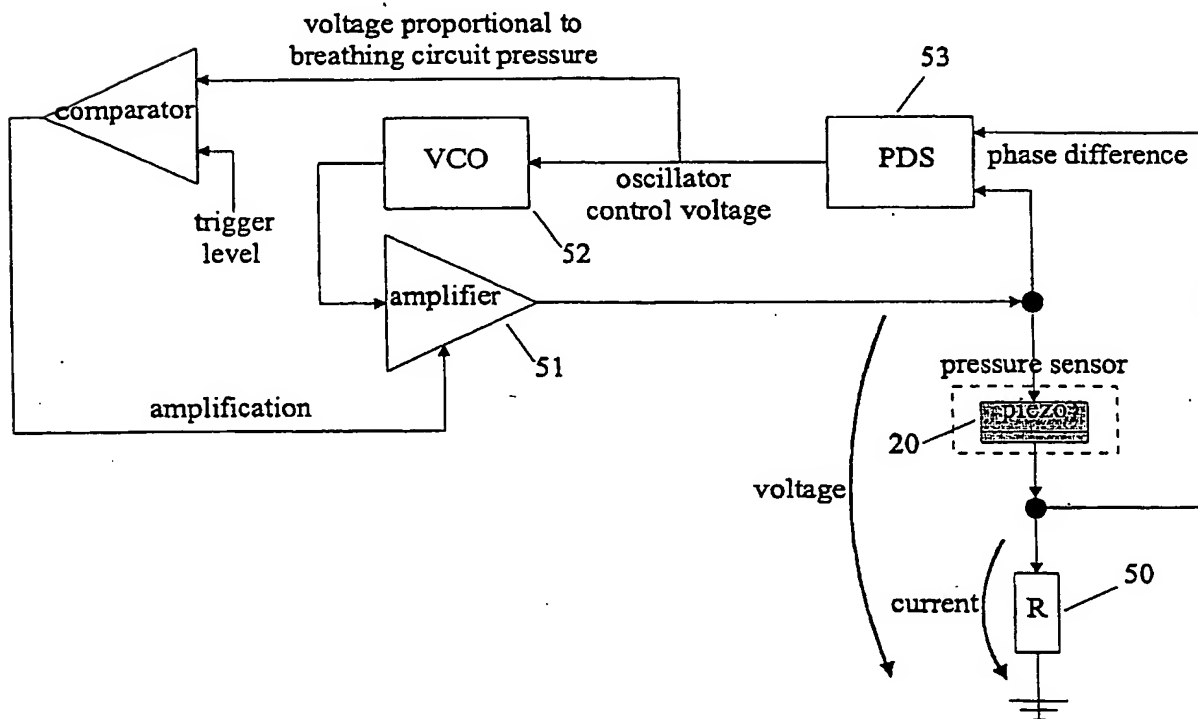 voltage proportional to
breathing circuit pressure
53
comparator
VCO
PDS
phase difference
oscillator
control voltage
trigger
level
52
amplifier
51
pressure sensor
amplification
piezo
20
voltage
50
current
R